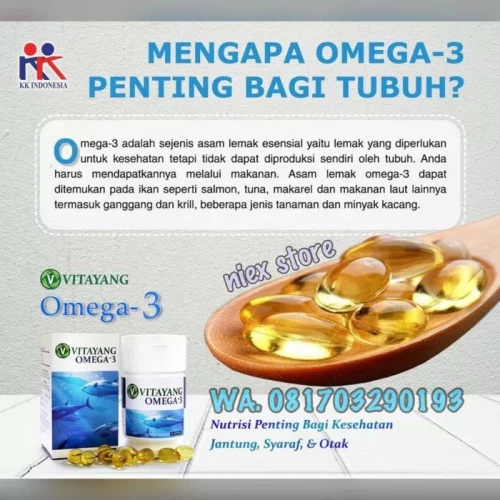 KK INDONESIA
MENGAPA OMEGA-3
PENTING BAGI TUBUH?
Omega-3 adalah sejenis asam lemak esensial yaitu lemak yang diperlukan
untuk kesehatan tetapi tidak dapat diproduksi sendiri oleh tubuh. Anda
harus mendapatkannya melalui makanan. Asam lemak omega-3 dapat
ditemukan pada ikan seperti salmon, tuna, makarel dan makanan laut lainnya
termasuk ganggang dan krill, beberapa jenis tanaman dan minyak kacang.
niex store
VITAYANG
Omega-3
VITAYANG
OMEGA-3
VITAYANG
OMEGA-3
WA. 081703290193
Nutrisi Penting Bagi Kesehatan
Jantung, Syaraf, & Otak